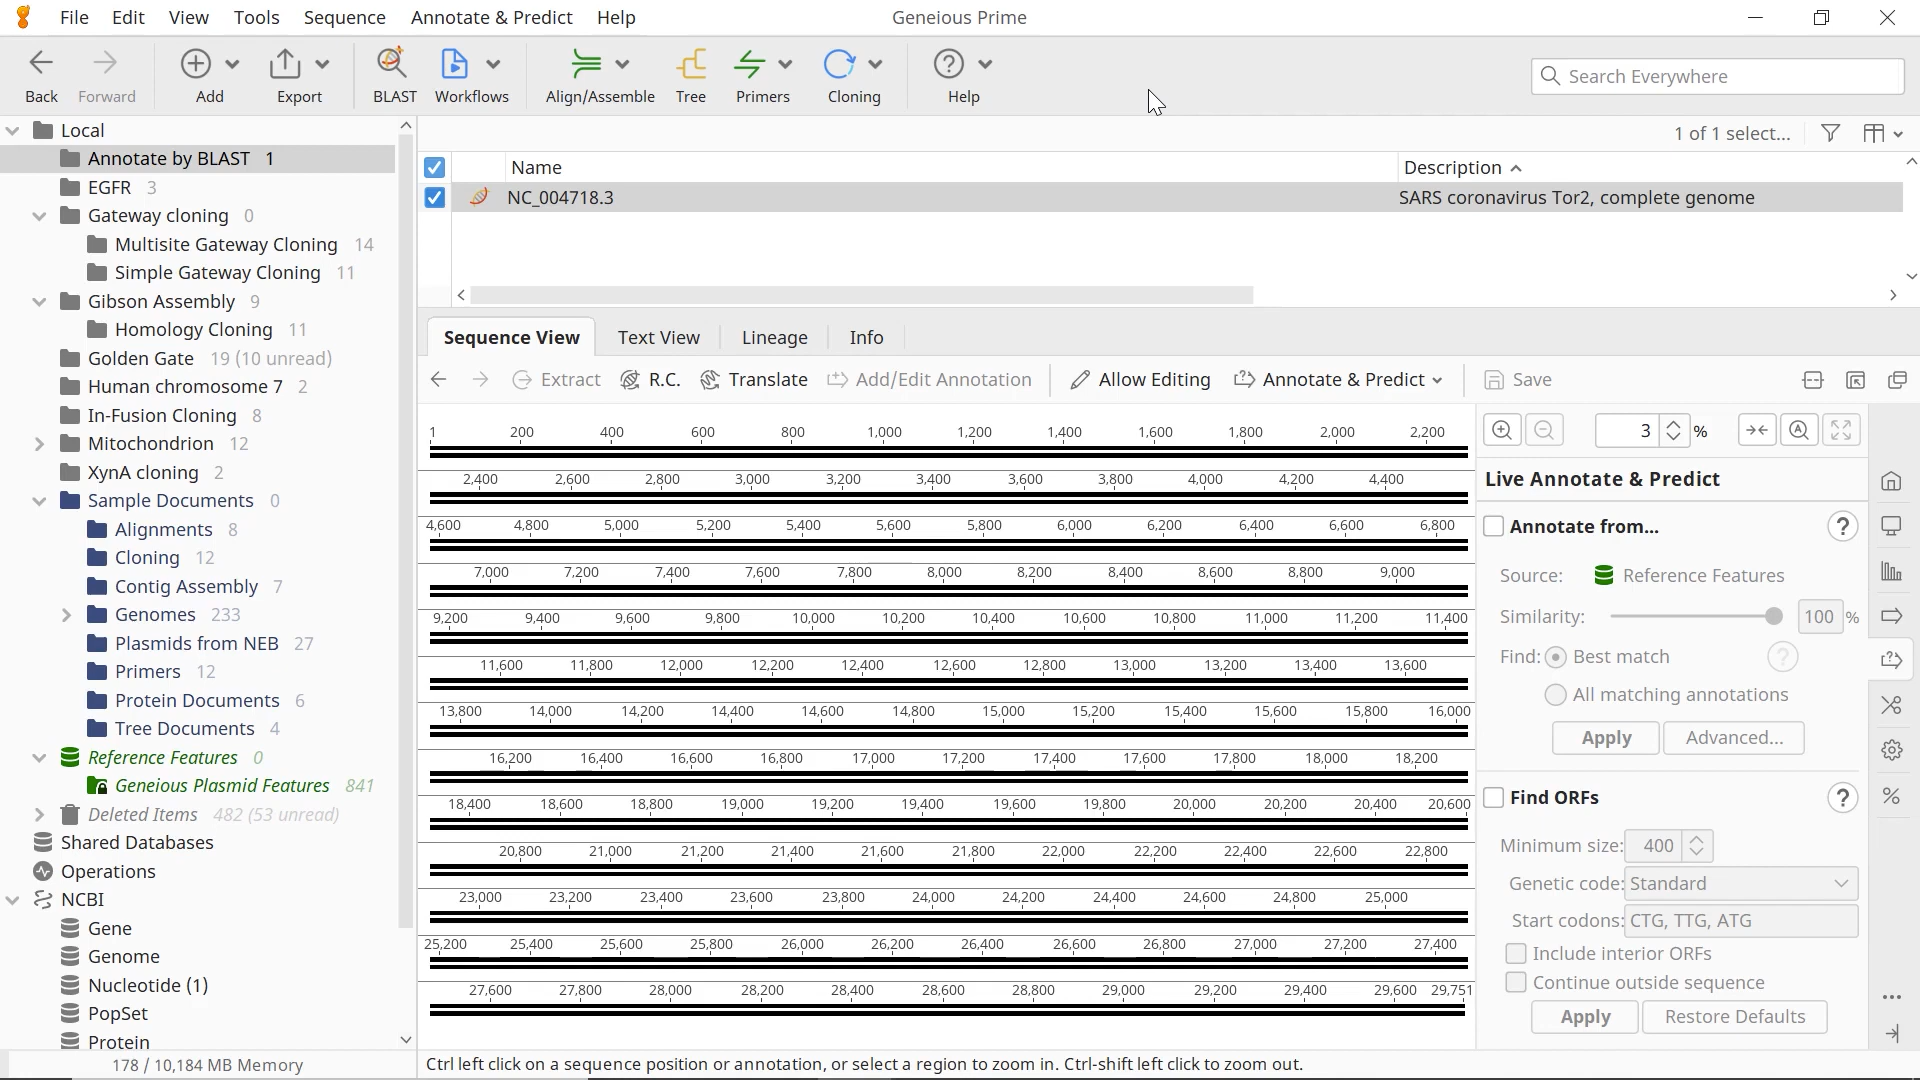 File Edit View Tools Sequence Annotate & Predict Help Geneious Prime
Back Forward Add Export BLAST Workflows Align/Assemble Tree Primers Cloning Help Search Everywhere
Local
Annotate by BLAST 1
EGFR 3
Gateway cloning 0
Multisite Gateway Cloning 14
Simple Gateway Cloning 11
Gibson Assembly 9
Homology Cloning 11
Golden Gate 19 (10 unread)
Human chromosome 7 2
In-Fusion Cloning 8
Mitochondrion 12
XynA cloning 2
Sample Documents 0
Alignments 8
Cloning 12
Contig Assembly 7
Genomes 233
Plasmids from NEB 27
Primers 12
Protein Documents 6
Tree Documents 4
Reference Features 0
Geneious Plasmid Features 841
Deleted Items 482 (53 unread)
Shared Databases
Operations
NCBI
Gene
Genome
Nucleotide (1)
PopSet
Protein
178 / 10,184 MB Memory
1 of 1 select...
Name Description
NC_004718.3 SARS coronavirus Tor2, complete genome
Sequence View Text View Lineage Info
Extract R.C. Translate Add/Edit Annotation Allow Editing Annotate & Predict Save
1 200 400 600 800 1,000 1,200 1,400 1,600 1,800 2,000 2,200
2,400 2,600 2,800 3,000 3,200 3,400 3,600 3,800 4,000 4,200 4,400
4,600 4,800 5,000 5,200 5,400 5,600 5,800 6,000 6,200 6,400 6,600 6,800
7,000 7,200 7,400 7,600 7,800 8,000 8,200 8,400 8,600 8,800 9,000
9,200 9,400 9,600 9,800 10,000 10,200 10,400 10,600 10,800 11,000 11,200 11,400
11,600 11,800 12,000 12,200 12,400 12,600 12,800 13,000 13,200 13,400 13,600
13,800 14,000 14,200 14,400 14,600 14,800 15,000 15,200 15,400 15,600 15,800 16,000
16,200 16,400 16,600 16,800 17,000 17,200 17,400 17,600 17,800 18,000 18,200
18,400 18,600 18,800 19,000 19,200 19,400 19,600 19,800 20,000 20,200 20,400 20,600
20,800 21,000 21,200 21,400 21,600 21,800 22,000 22,200 22,400 22,600 22,800
23,000 23,200 23,400 23,600 23,800 24,000 24,200 24,400 24,600 24,800 25,000
25,200 25,400 25,600 25,800 26,000 26,200 26,400 26,600 26,800 27,000 27,200 27,400
27,600 27,800 28,000 28,200 28,400 28,600 28,800 29,000 29,200 29,400 29,600 29,751
3 %
Live Annotate & Predict
Annotate from... ?
Source: Reference Features
Similarity: 100 %
Find: Best match ?
All matching annotations
Apply Advanced...
Find ORFs ?
Minimum size: 400
Genetic code: Standard
Start codons: CTG, TTG, ATG
Include interior ORFs
Continue outside sequence
Apply Restore Defaults
Ctrl left click on a sequence position or annotation, or select a region to zoom in. Ctrl-shift left click to zoom out.